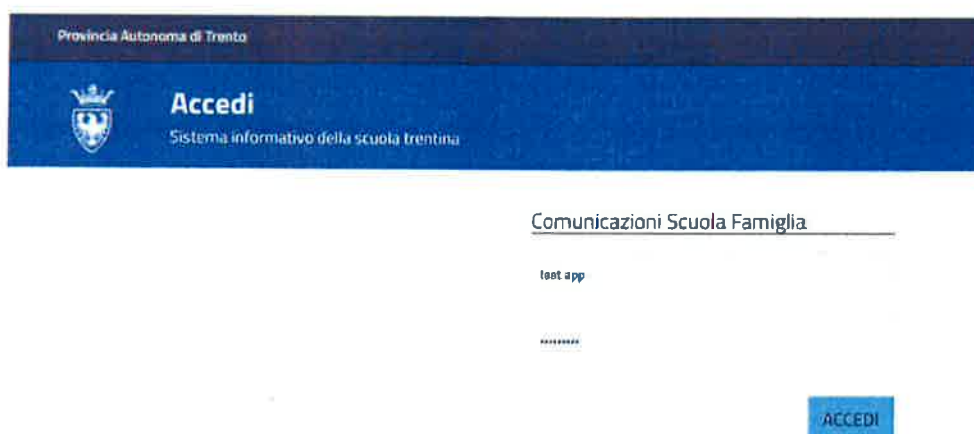 Provincia Autonoma di Trento
Accedi
Sistema informativo della scuola trentina
Comunicazioni Scuola Famiglia
test app
•••••••••
ACCEDI